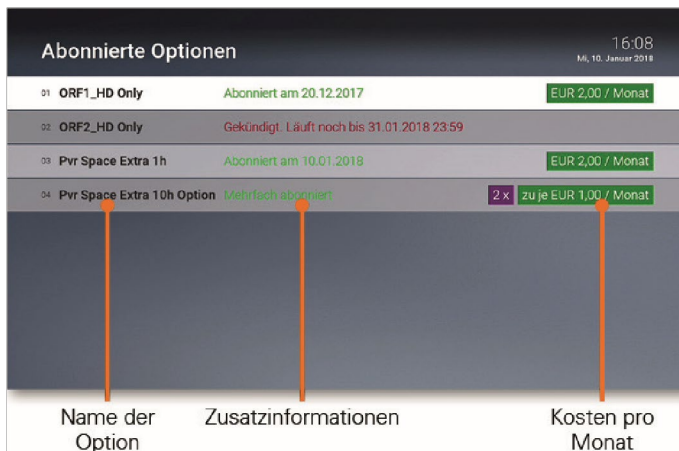 Abonnierte Optionen
16:08
Mi, 10. Januar 2018
01 ORF1_HD Only Abonniert am 20.12.2017 EUR 2,00 / Monat
02 ORF2_HD Only Gekündigt. Läuft noch bis 31.01.2018 23:59
03 Pvr Space Extra 1h Abonniert am 10.01.2018 EUR 2,00 / Monat
04 Pvr Space Extra 10h Option Mehrfach abonniert 2 x zu je EUR 1,00 / Monat
Name der Option
Zusatzinformationen
Kosten pro Monat